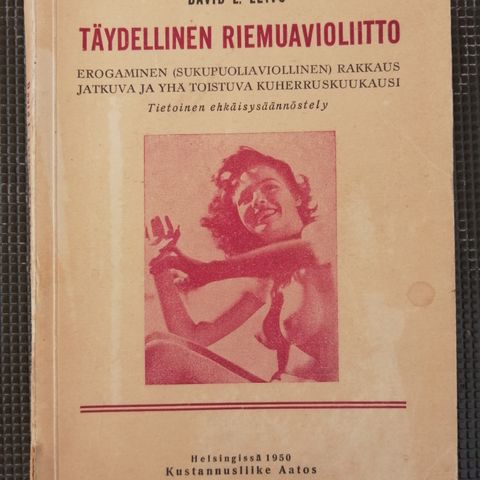 TÄYDELLINEN RIEMUAVIOLIITTO
EROGAMINEN (SUKUPUOLIAVIOLLINEN) RAKKAUS
JATKUVA JA YHÄ TOISTUVA KUHERRUSKUUKAUSI
Tietoinen ehkäisysäännöstely
Helsingissä 1950
Kustannusliike Aatos